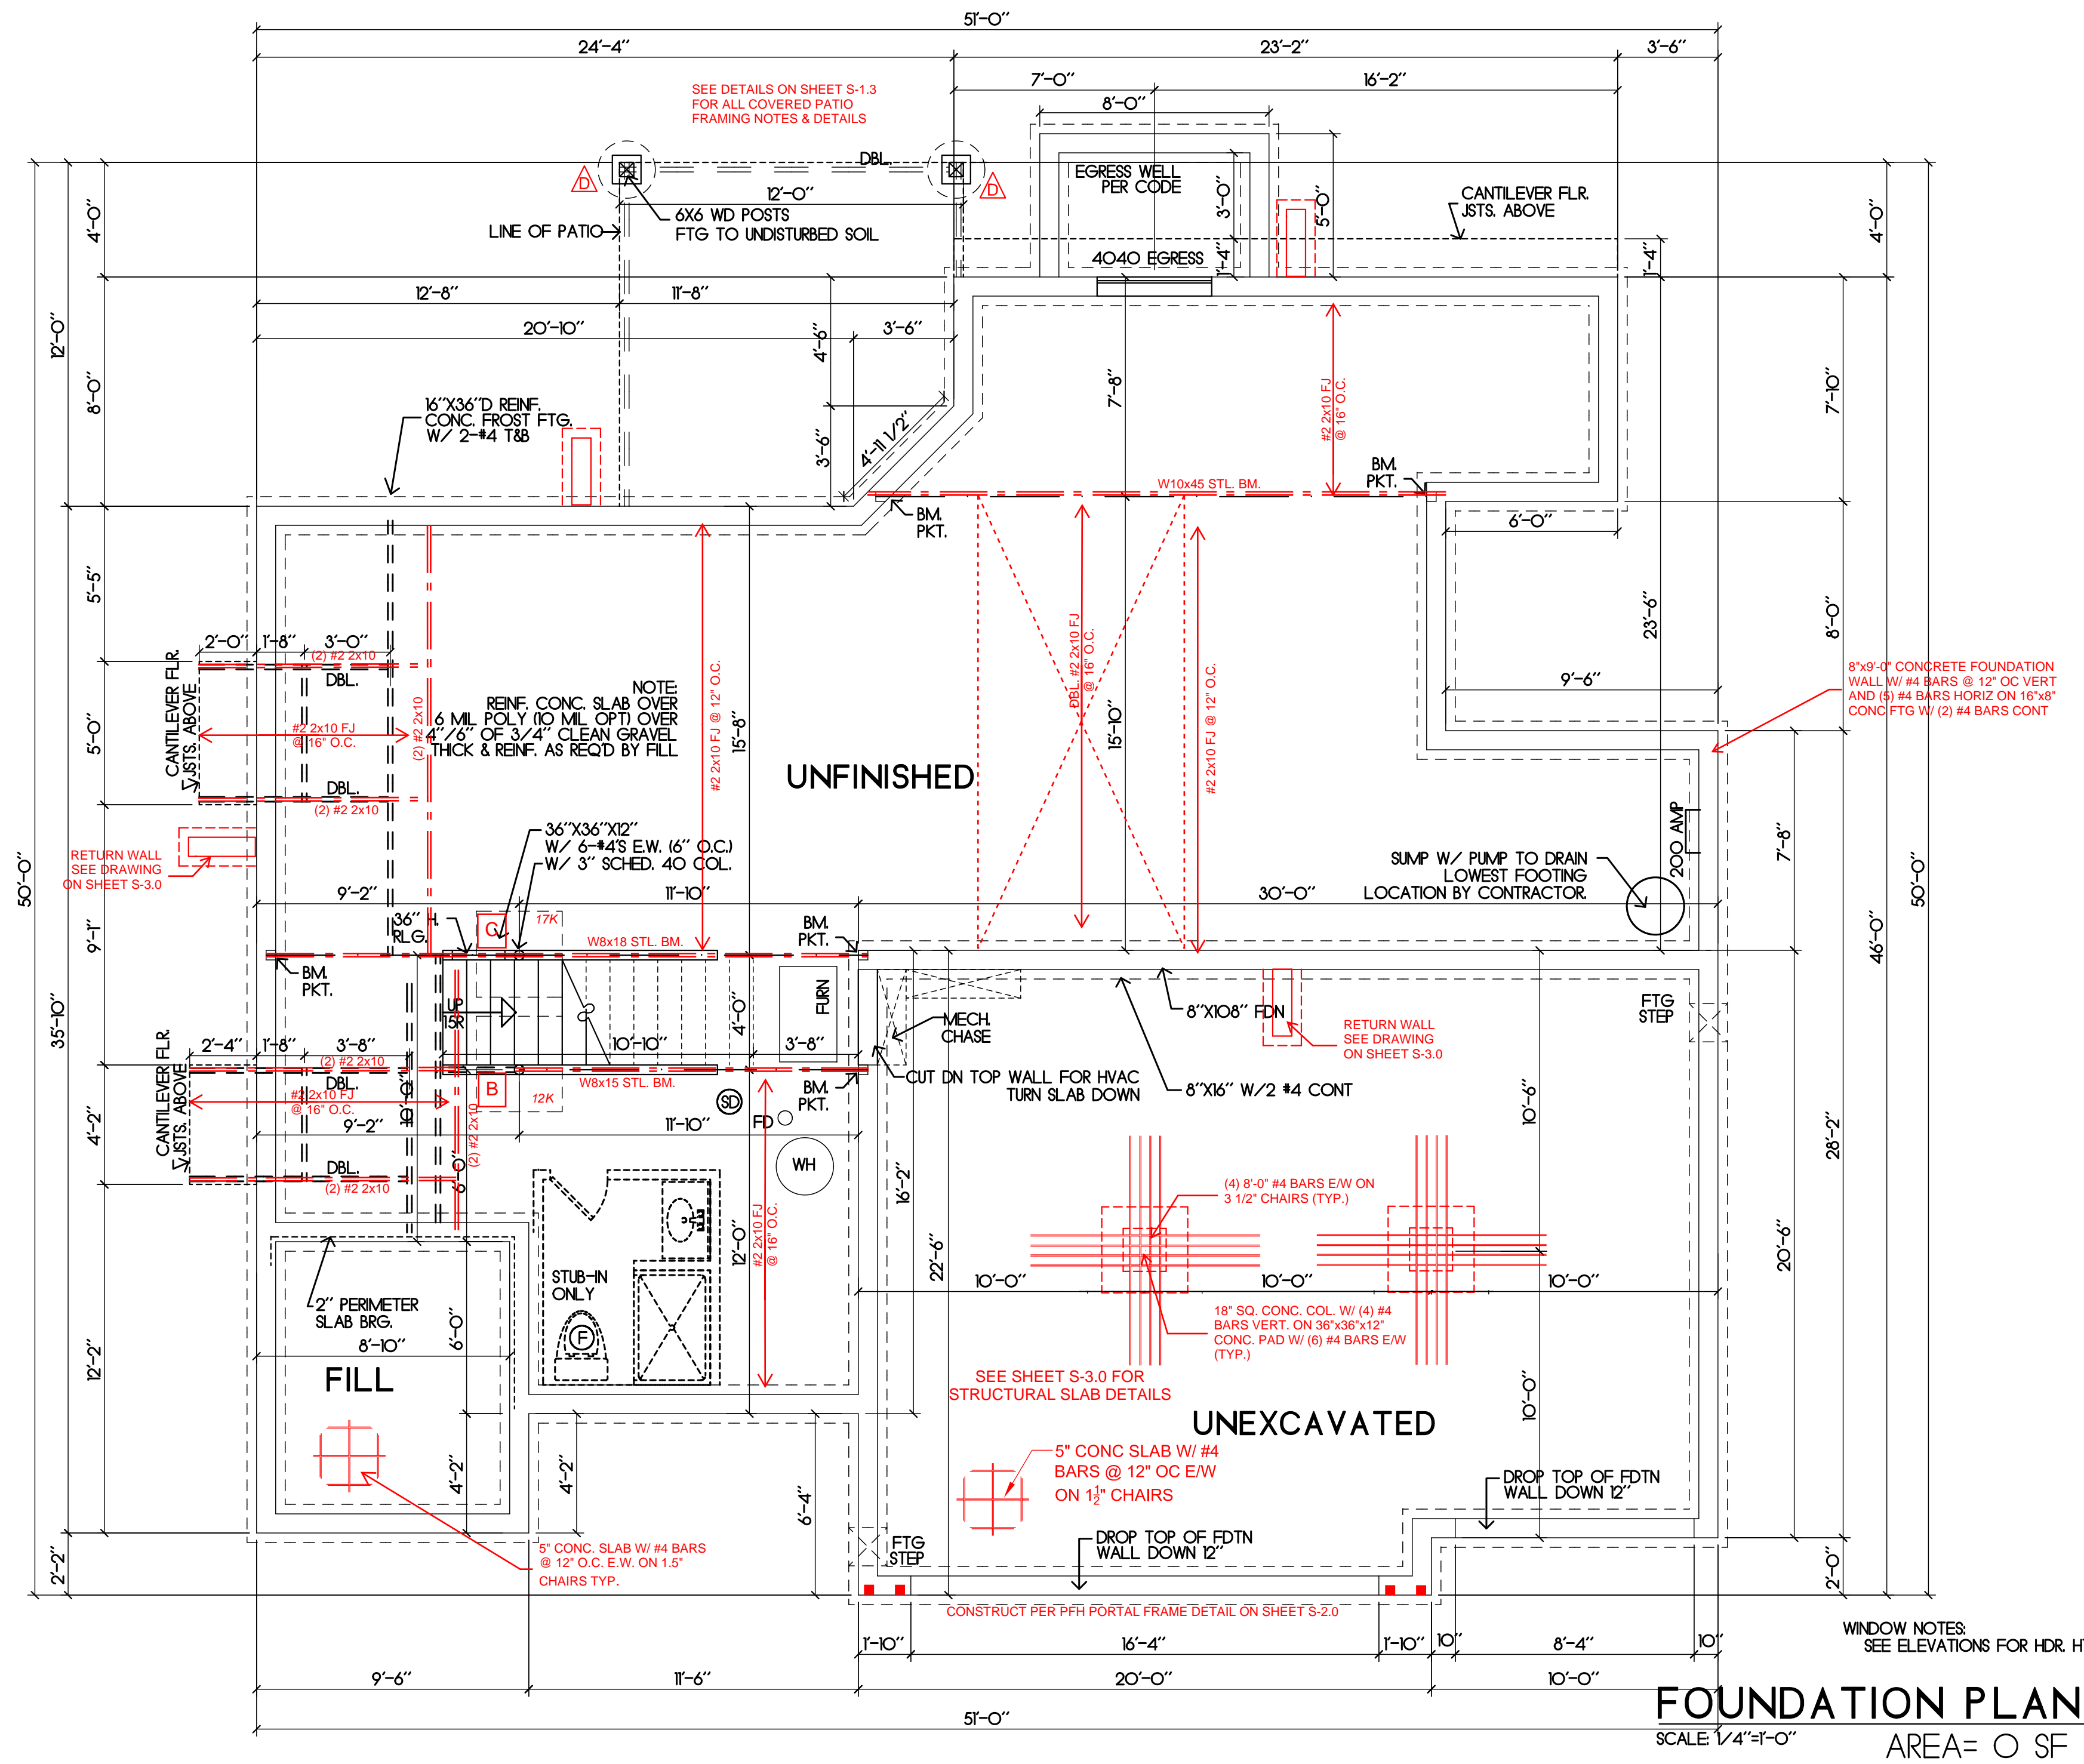 51'-0"
24'-4"
23'-2"
3'-6"
7'-0"
16'-2"
8'-0"
SEE DETAILS ON SHEET S-1.3
FOR ALL COVERED PATIO
FRAMING NOTES & DETAILS
DBL.
D
D
12'-0"
6X6 WD POSTS
FTG TO UNDISTURBED SOIL
LINE OF PATIO
EGRESS WELL
PER CODE
3'-0"
5'-0"
1'-4"
4040 EGRESS
CANTILEVER FLR.
JSTS. ABOVE
1'-4"
4'-0"
4'-0"
12'-0"
8'-0"
12'-8"
11'-8"
20'-10"
3'-6"
4'-6"
3'-6"
4'-11 1/2"
7'-8"
7'-10"
#2 2x10 FJ
@ 16" O.C.
16"X36"D REINF.
CONC. FROST FTG.
W/ 2-#4 T&B
BM.
PKT.
W10x45 STL. BM.
BM.
PKT.
6'-0"
5'-5"
23'-6"
8'-0"
2'-0"
1'-8"
3'-0"
(2) #2 2x10
DBL.
CANTILEVER FLR.
JSTS. ABOVE
#2 2x10 FJ
@ 16" O.C.
5'-0"
(2) #2 2x10
DBL.
(2) #2 2x10
NOTE:
REINF. CONC. SLAB OVER
6 MIL POLY (10 MIL OPT) OVER
4"/6" OF 3/4" CLEAN GRAVEL
THICK & REINF. AS REQ'D BY FILL
#2 2x10 FJ @ 12" O.C.
15'-8"
DBL. #2 2x10 FJ
@ 16" O.C.
15'-10"
#2 2x10 FJ @ 12" O.C.
9'-6"
8"x9'-0" CONCRETE FOUNDATION
WALL W/ #4 BARS @ 12" OC VERT
AND (5) #4 BARS HORIZ ON 16"x8"
CONC FTG W/ (2) #4 BARS CONT
UNFINISHED
200 AMP
7'-8"
RETURN WALL
SEE DRAWING
ON SHEET S-3.0
36"X36"X12"
W/ 6-#4'S E.W. (6" O.C.)
W/ 3" SCHED. 40 COL.
SUMP W/ PUMP TO DRAIN
LOWEST FOOTING
LOCATION BY CONTRACTOR.
50'-0"
46'-0"
50'-0"
9'-2"
11'-10"
30'-0"
9'-1"
36" H.
RLG.
C
17K
W8x18 STL. BM.
BM.
PKT.
BM.
PKT.
35'-10"
UP
15R
FURN
4'-0"
10'-10"
3'-8"
MECH.
CHASE
8"X108" FDN
RETURN WALL
SEE DRAWING
ON SHEET S-3.0
FTG
STEP
2'-4"
1'-8"
3'-8"
(2) #2 2x10
DBL.
CANTILEVER FLR.
JSTS. ABOVE
#2 2x10 FJ
@ 16" O.C.
10'-0"
B
12K
W8x15 STL. BM.
BM.
PKT.
CUT DN TOP WALL FOR HVAC
TURN SLAB DOWN
8"X16" W/2 #4 CONT
10'-6"
28'-2"
4'-2"
9'-2"
11'-10"
SD
FD
WH
(2) #2 2x10
DBL.
(2) #2 2x10
6'-0"
16'-2"
22'-6"
12'-0"
#2 2x10 FJ
@ 16" O.C.
(4) 8'-0" #4 BARS E/W ON
3 1/2" CHAIRS (TYP.)
20'-6"
STUB-IN
ONLY
F
10'-0"
10'-0"
10'-0"
2" PERIMETER
SLAB BRG.
8'-10"
6'-0"
FILL
18" SQ. CONC. COL. W/ (4) #4
BARS VERT. ON 36"x36"x12"
CONC. PAD W/ (6) #4 BARS E/W
(TYP.)
12'-2"
SEE SHEET S-3.0 FOR
STRUCTURAL SLAB DETAILS
10'-0"
UNEXCAVATED
5" CONC SLAB W/ #4
BARS @ 12" OC E/W
ON 1½" CHAIRS
4'-2"
4'-2"
6'-4"
DROP TOP OF FDTN
WALL DOWN 12"
5" CONC. SLAB W/ #4 BARS
@ 12" O.C. E.W. ON 1.5"
CHAIRS TYP.
FTG
STEP
DROP TOP OF FDTN
WALL DOWN 12"
2'-2"
2'-0"
CONSTRUCT PER PFH PORTAL FRAME DETAIL ON SHEET S-2.0
1'-10"
16'-4"
1'-10"
10"
8'-4"
10"
WINDOW NOTES:
SEE ELEVATIONS FOR HDR.
9'-6"
11'-6"
20'-0"
10'-0"
51'-0"
FOUNDATION PLAN
SCALE: 1/4"=1'-0"
AREA= 0 SF